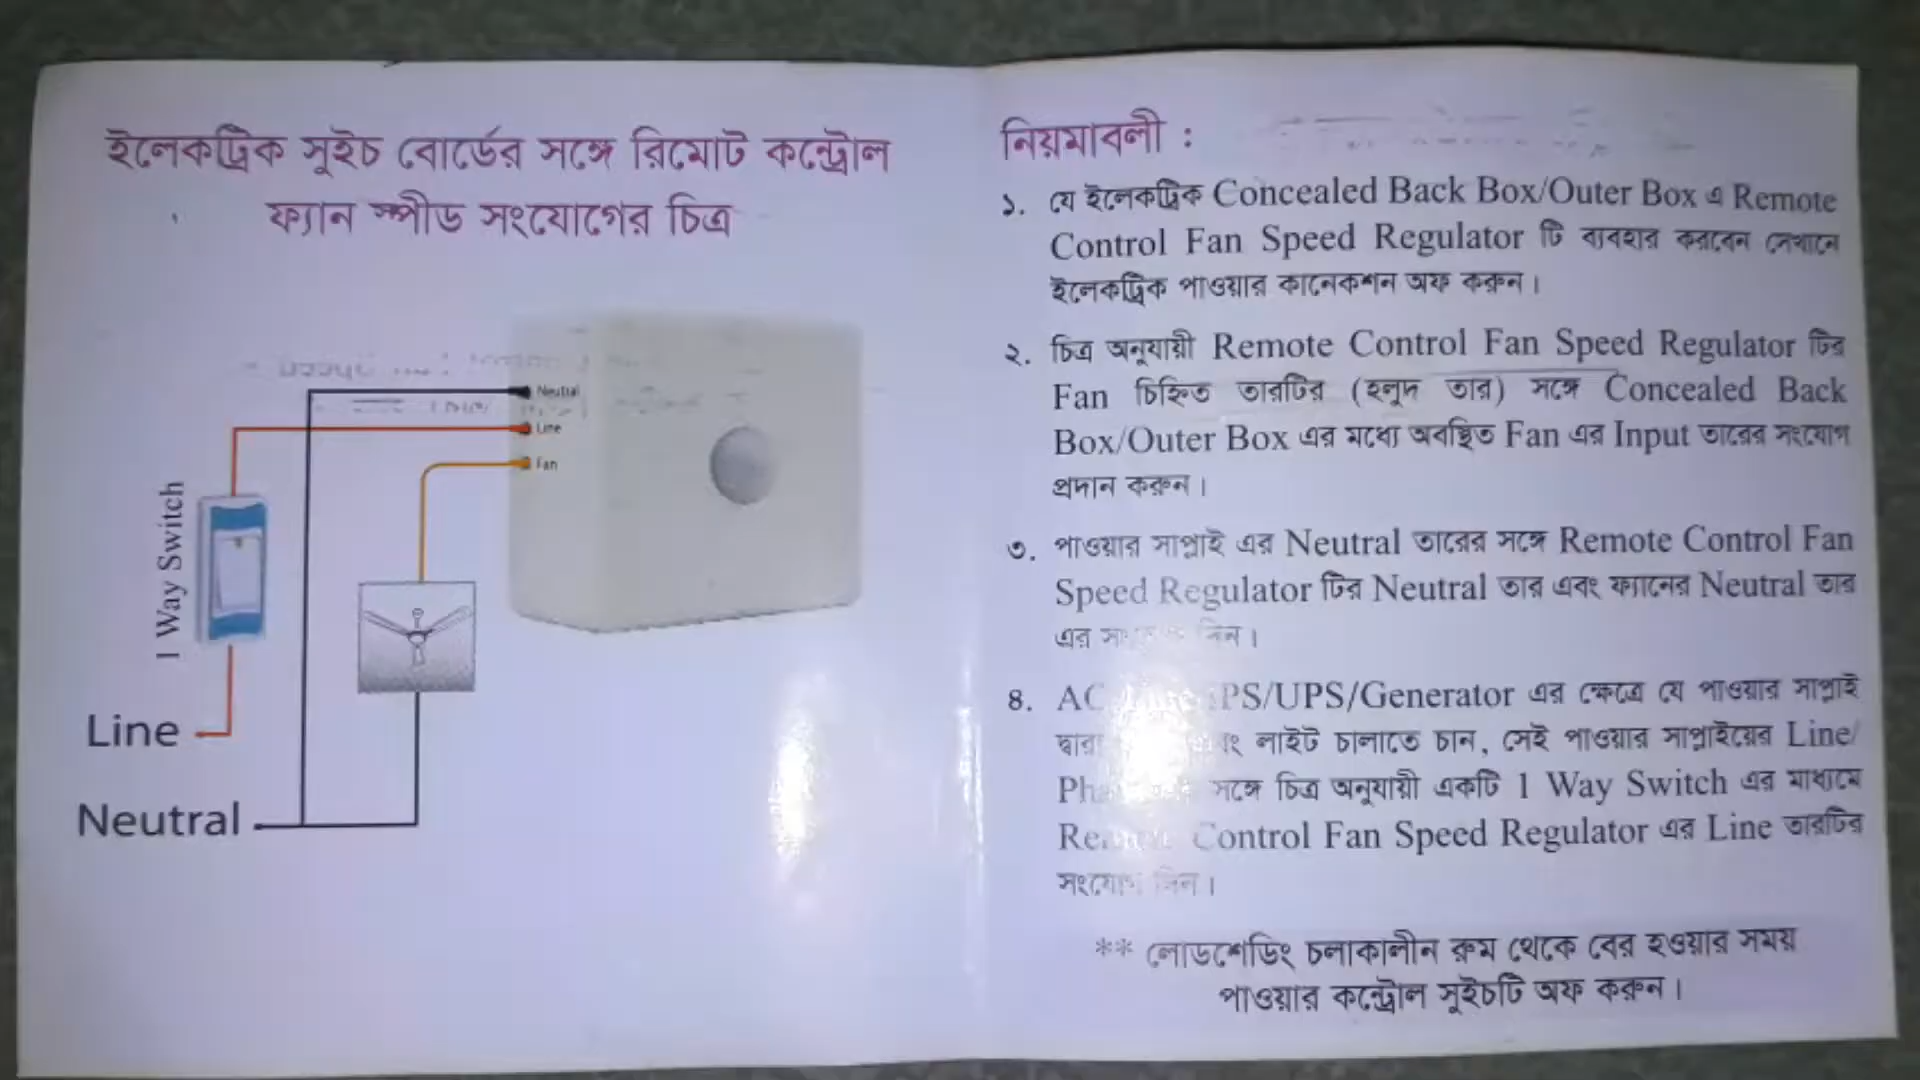 ইলেকট্রিক সুইচ বোর্ডের সঙ্গে রিমোট কন্ট্রোল
ফ্যান স্পীড সংযোগের চিত্র
Neutral
Line
Fan
1 Way Switch
Line
Neutral
নিয়মাবলী :
১. যে ইলেকট্রিক Concealed Back Box/Outer Box এ Remote
Control Fan Speed Regulator টি ব্যবহার করবেন সেখানে
ইলেকট্রিক পাওয়ার কানেকশন অফ করুন।
২. চিত্র অনুযায়ী Remote Control Fan Speed Regulator টির
Fan চিহ্নিত তারটির (হলুদ তার) সঙ্গে Concealed Back
Box/Outer Box এর মধ্যে অবস্থিত Fan এর Input তারের সংযোগ
প্রদান করুন।
৩. পাওয়ার সাপ্লাই এর Neutral তারের সঙ্গে Remote Control Fan
Speed Regulator টির Neutral তার এবং ফ্যানের Neutral তার
এর দিন।
৪. AC IPS/UPS/Generator এর ক্ষেত্রে যে পাওয়ার সাপ্লাই
দ্বারা এবং লাইট চালাতে চান, সেই পাওয়ার সাপ্লাইয়ের Line/
সঙ্গে চিত্র অনুযায়ী একটি 1 Way Switch এর মাধ্যমে
Remote Control Fan Speed Regulator এর Line তারটির
সংযোগ দিন।
** লোডশেডিং চলাকালীন রুম থেকে বের হওয়ার সময়
পাওয়ার কন্ট্রোল সুইচটি অফ করুন।